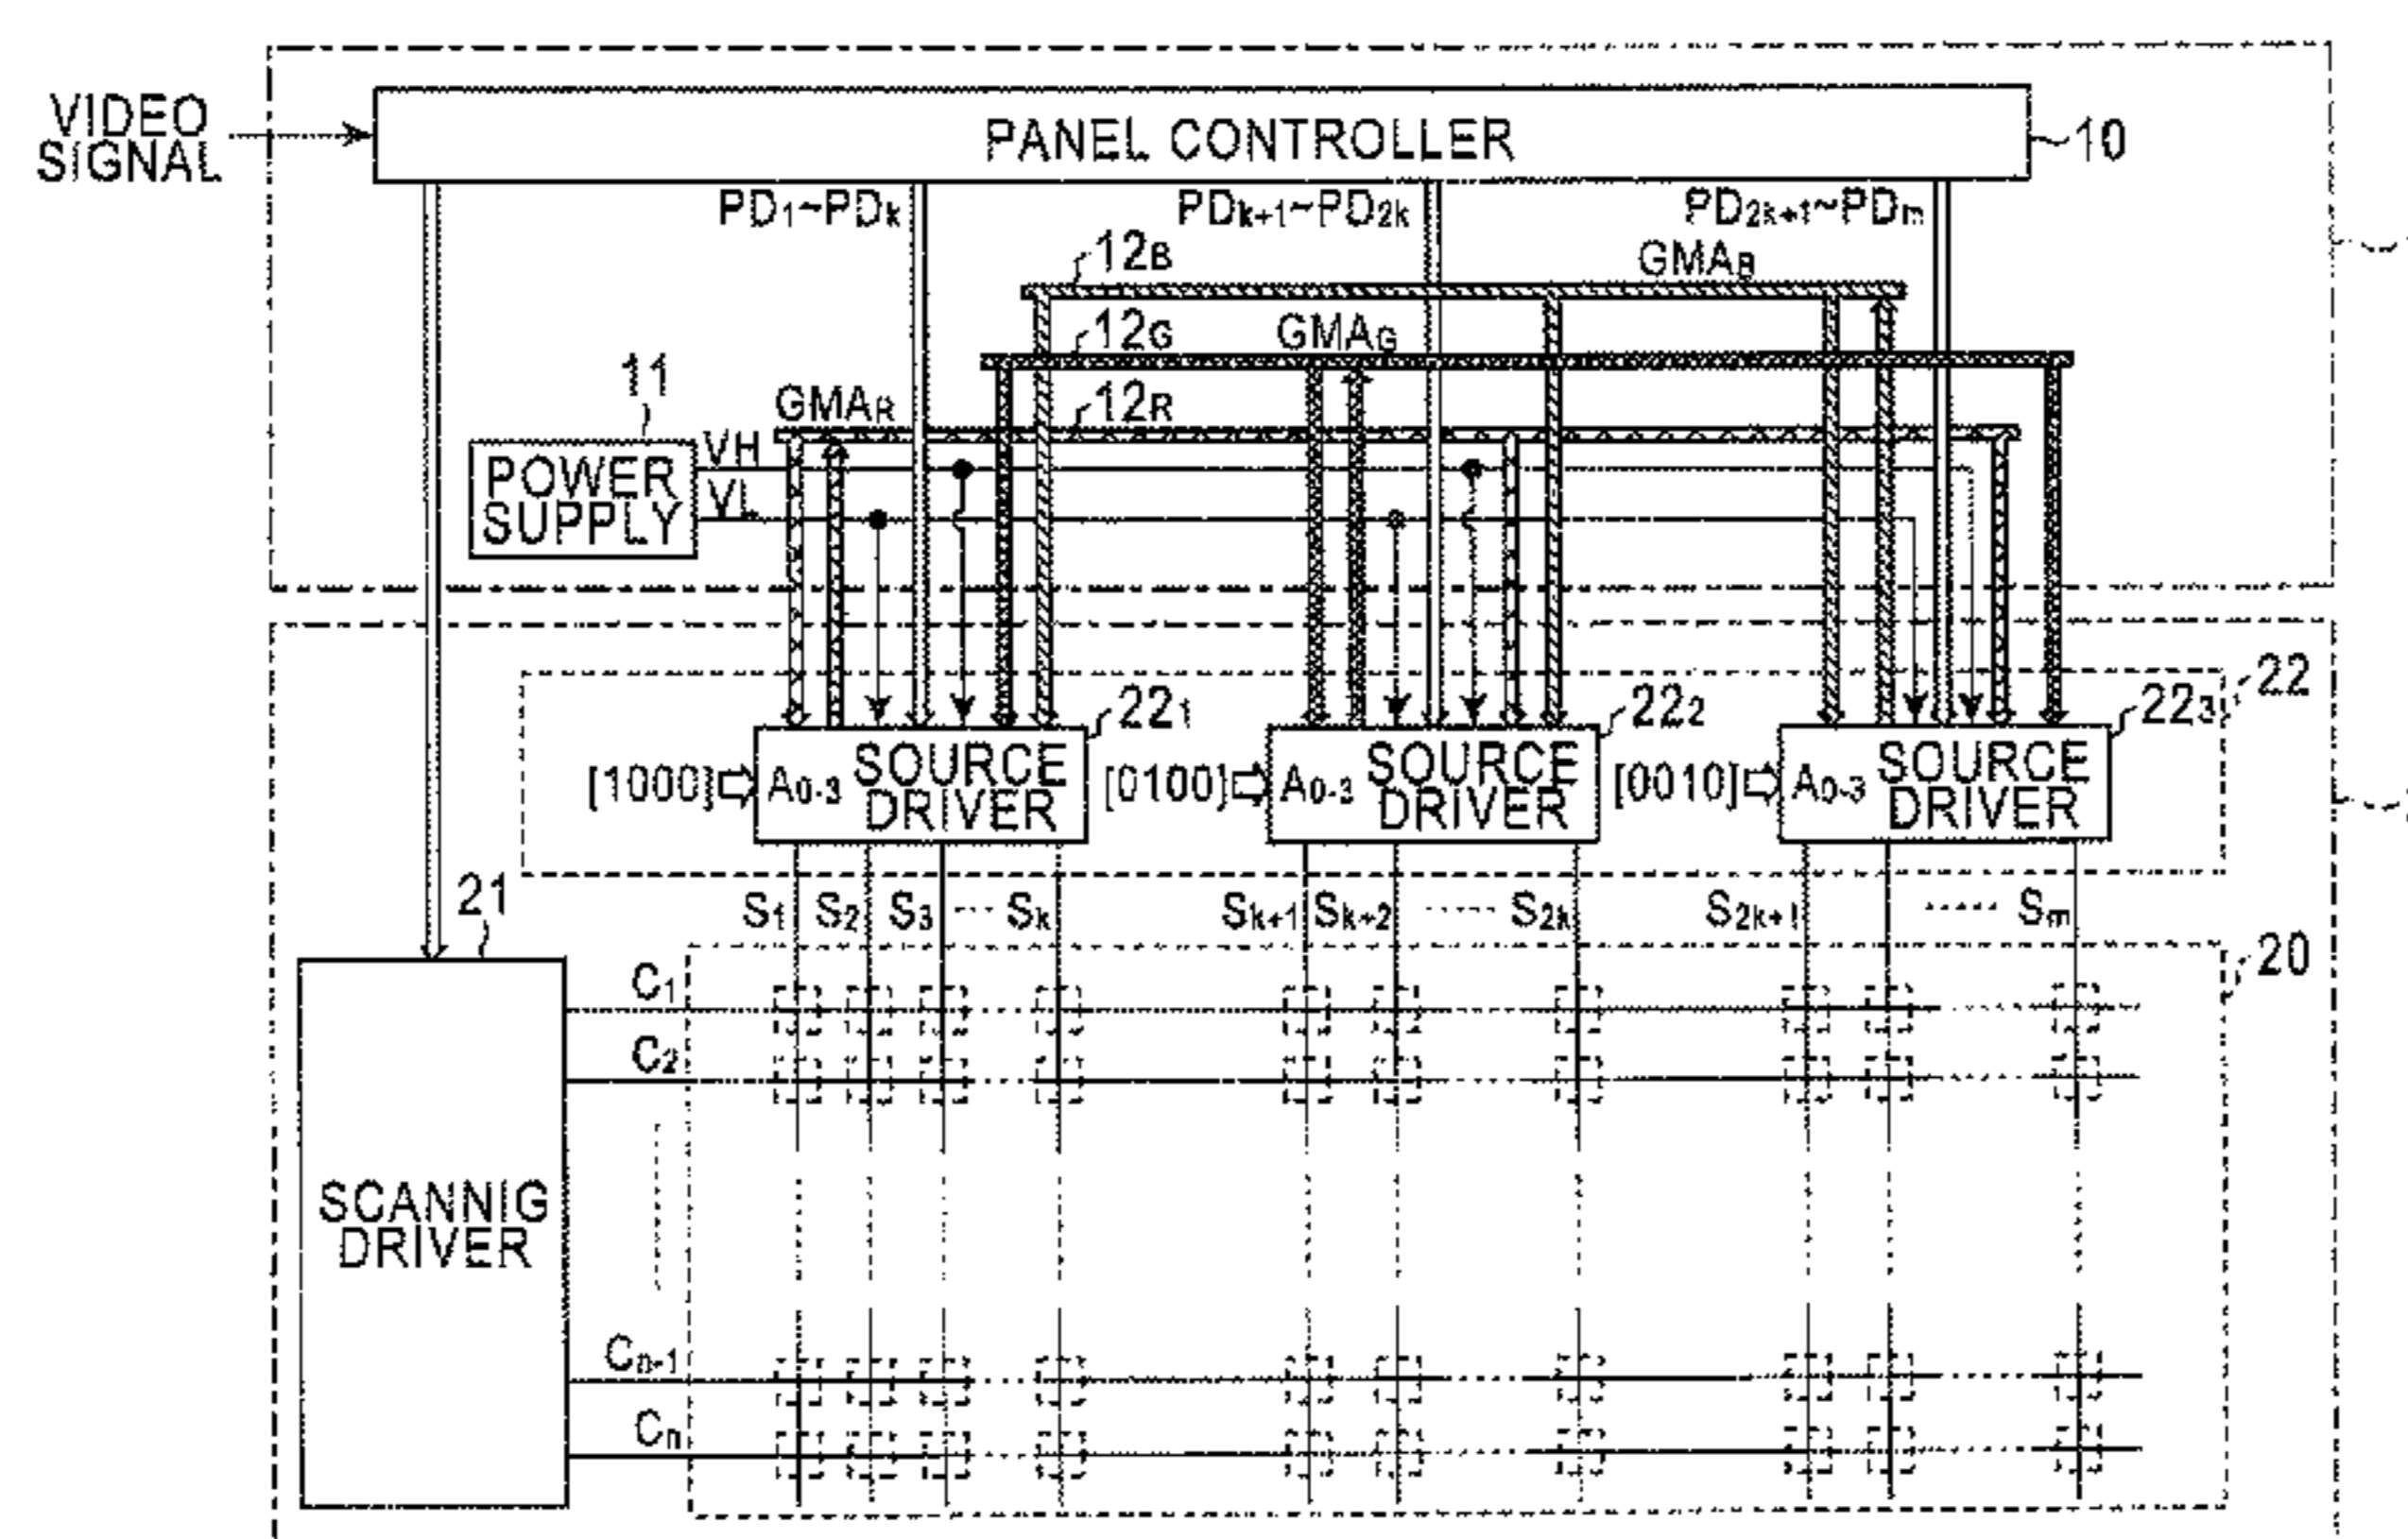 VIDEO
SIGNAL
PANEL CONTROLLER
10
PD1~PDk
PDk+1~PD2k
PD2k+1~PDm
12B
GMAB
12G
GMAG
11
GMAR
12R
POWER
SUPPLY
VH
VL
22
221
222
223
[1000]
A0-3
SOURCE
DRIVER
[0100]
A0-3
SOURCE
DRIVER
[0010]
A0-3
SOURCE
DRIVER
21
S1 S2 S3 Sk
Sk+1 Sk+2 S2k
S2k+1 Sm
20
C1
C2
SCANNIG
DRIVER
Cn-1
Cn